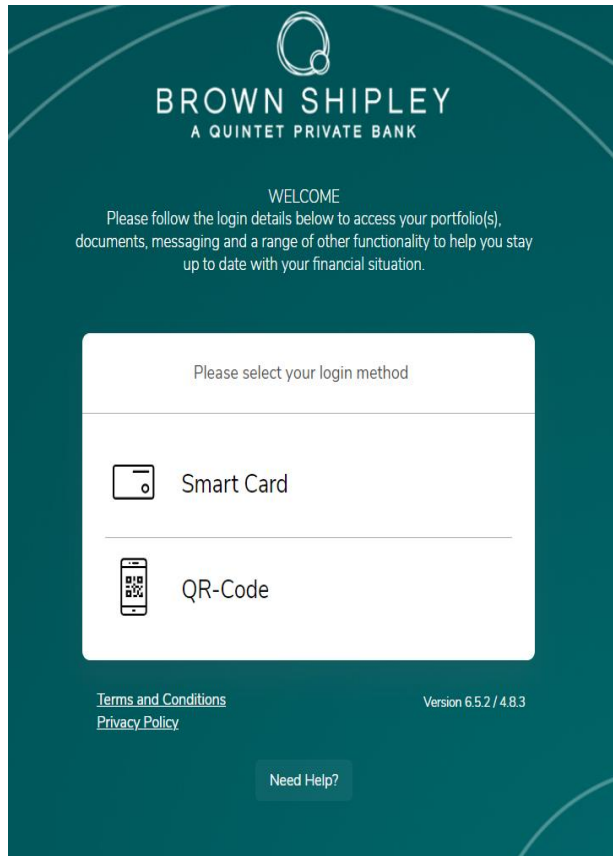 BROWN SHIPLEY
A QUINTET PRIVATE BANK
WELCOME
Please follow the login details below to access your portfolio(s),
documents, messaging and a range of other functionality to help you stay
up to date with your financial situation.
Please select your login method
Smart Card
QR-Code
Terms and Conditions
Version 6.5.2 / 4.8.3
Privacy Policy
Need Help?